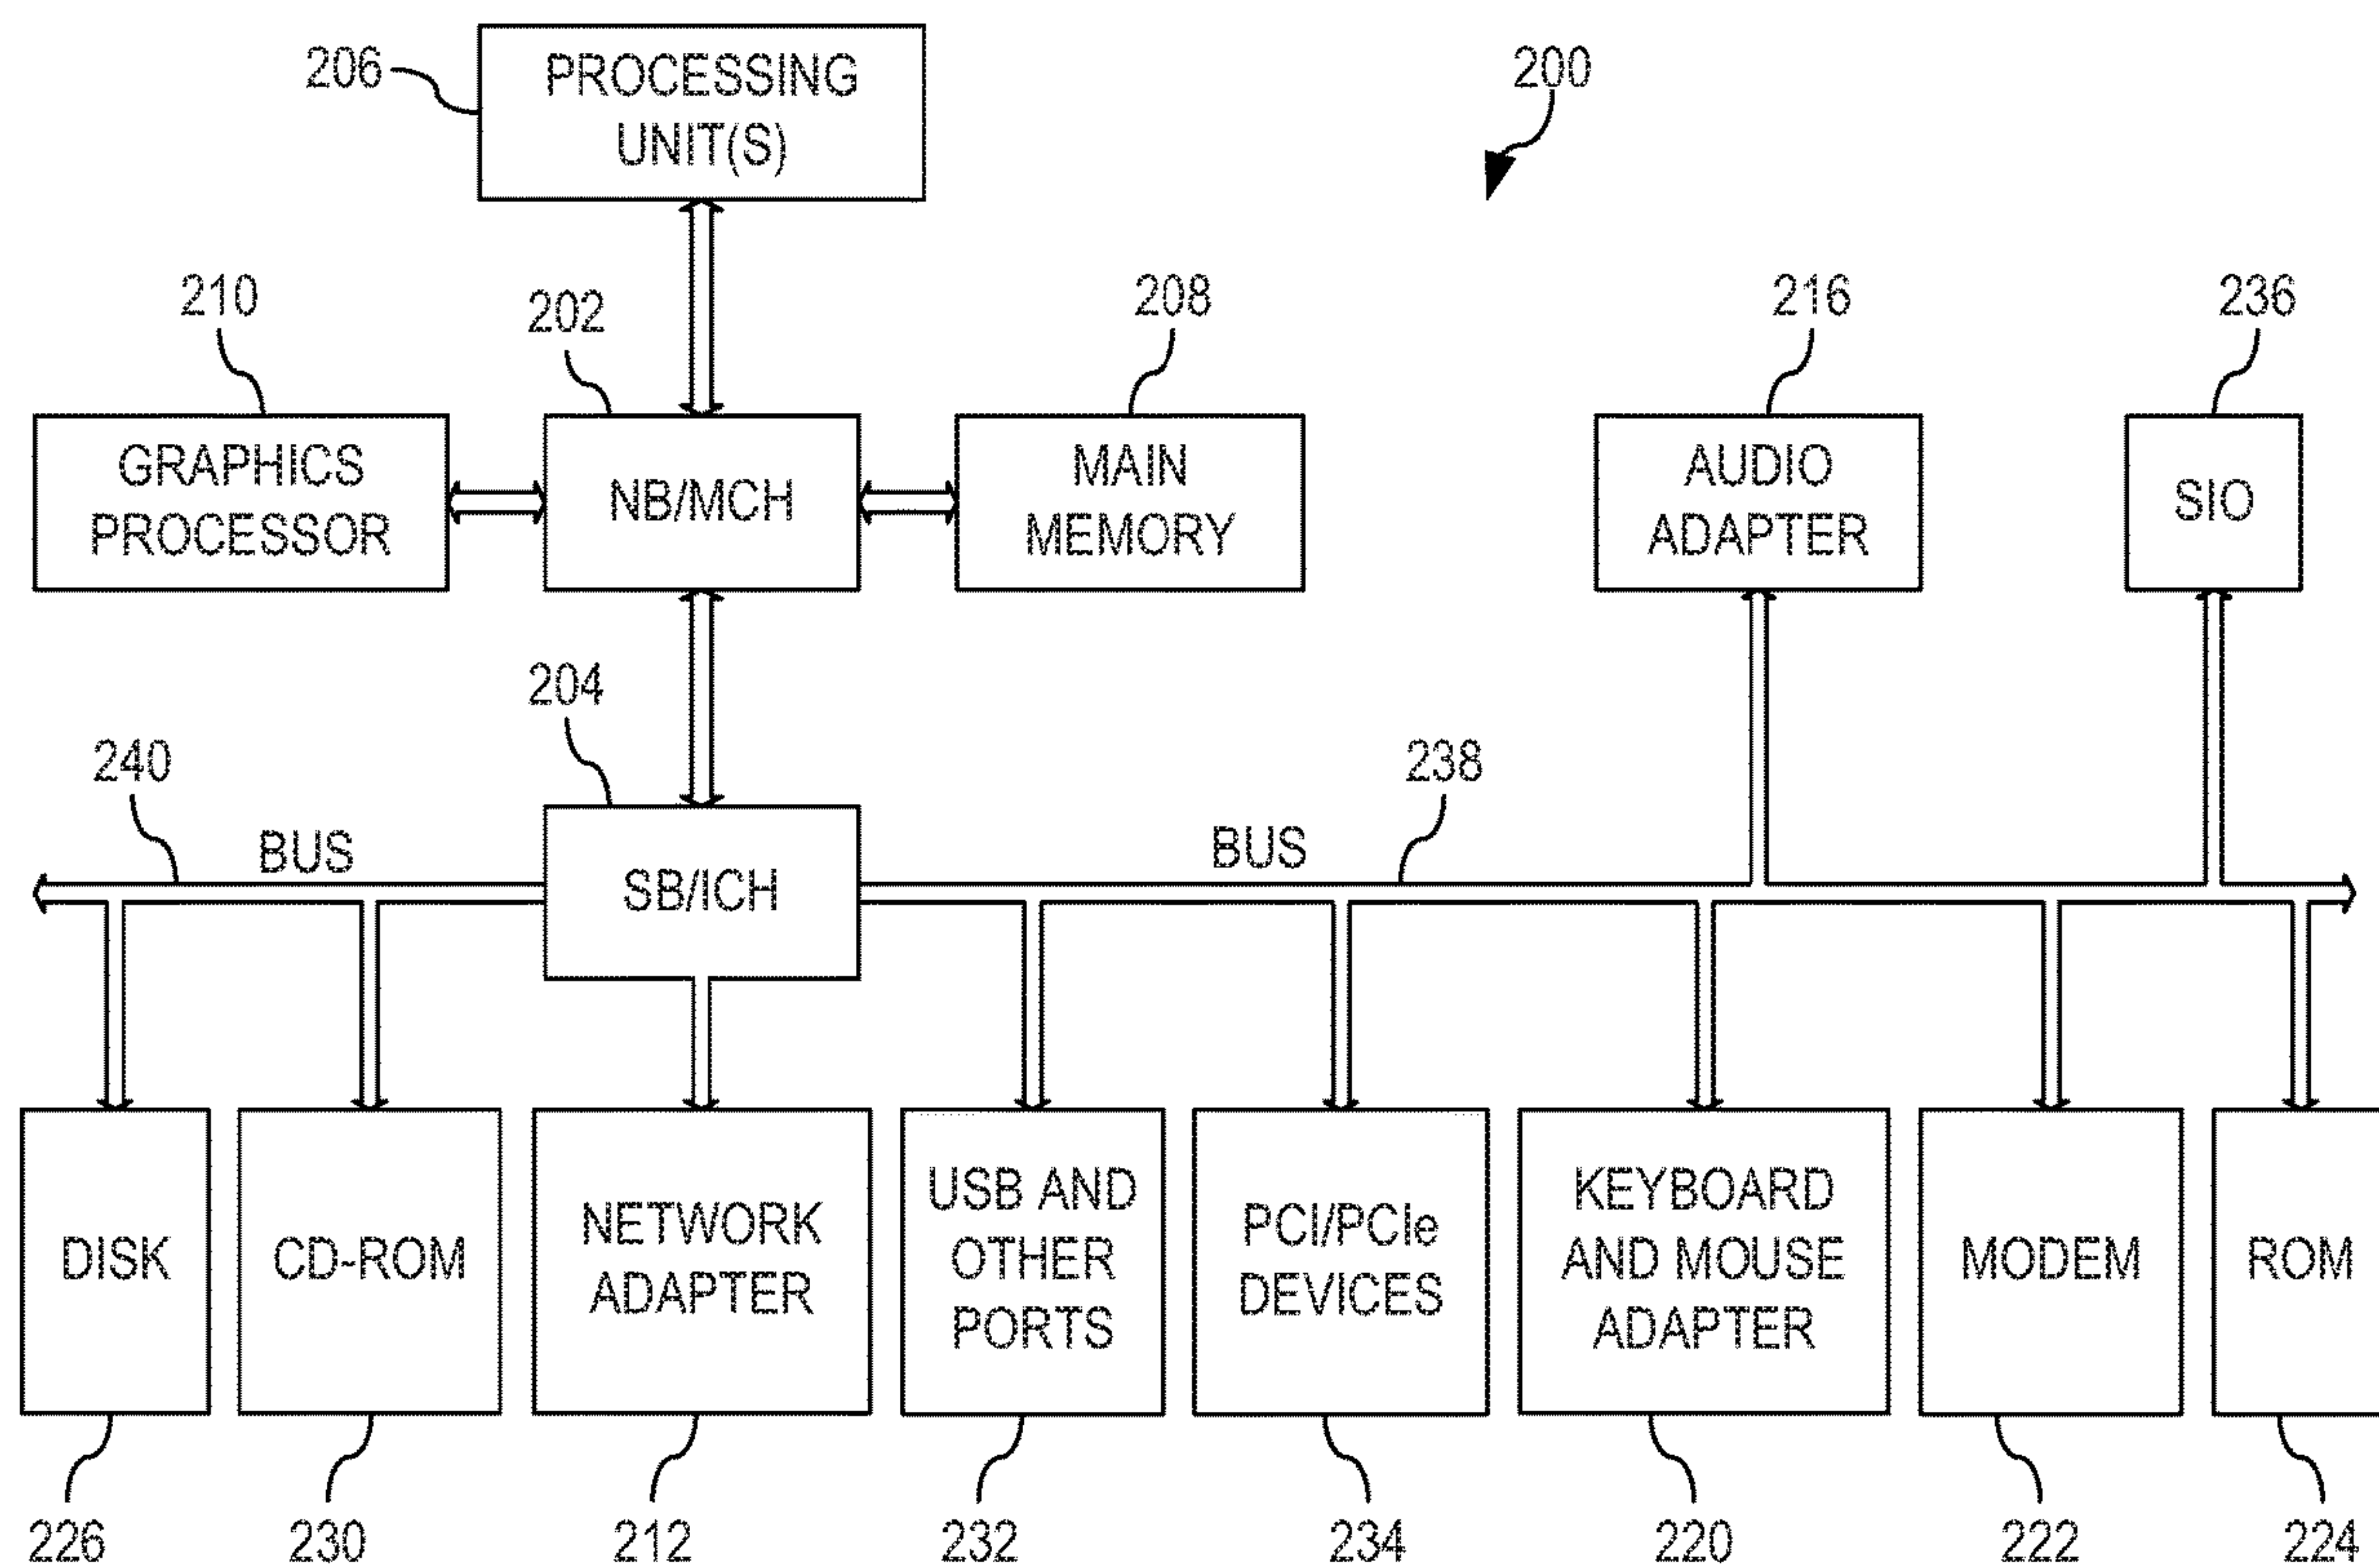 206
PROCESSING
UNIT(S)
200
210
202
208
216
236
GRAPHICS
PROCESSOR
NB/MCH
MAIN
MEMORY
AUDIO
ADAPTER
SIO
204
240
BUS
238
BUS
SB/ICH
DISK
CD-ROM
NETWORK
ADAPTER
USB AND
OTHER
PORTS
PCI/PCIe
DEVICES
KEYBOARD
AND MOUSE
ADAPTER
MODEM
ROM
226
230
212
232
234
220
222
224